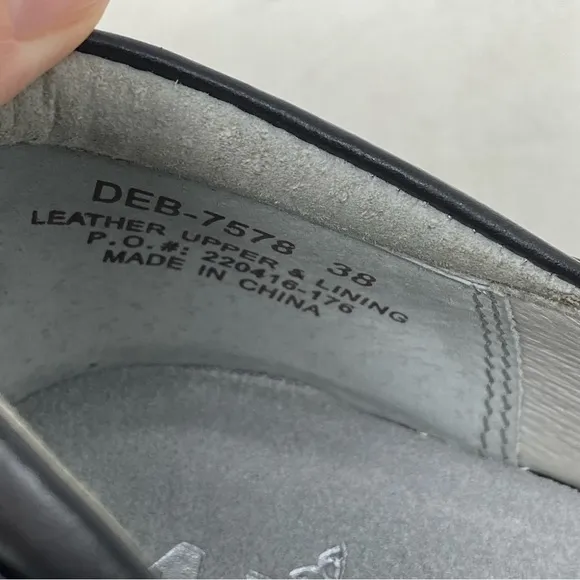 DEB-7578 38
LEATHER UPPER & LINING
P.O.#: 220416-176
MADE IN CHINA